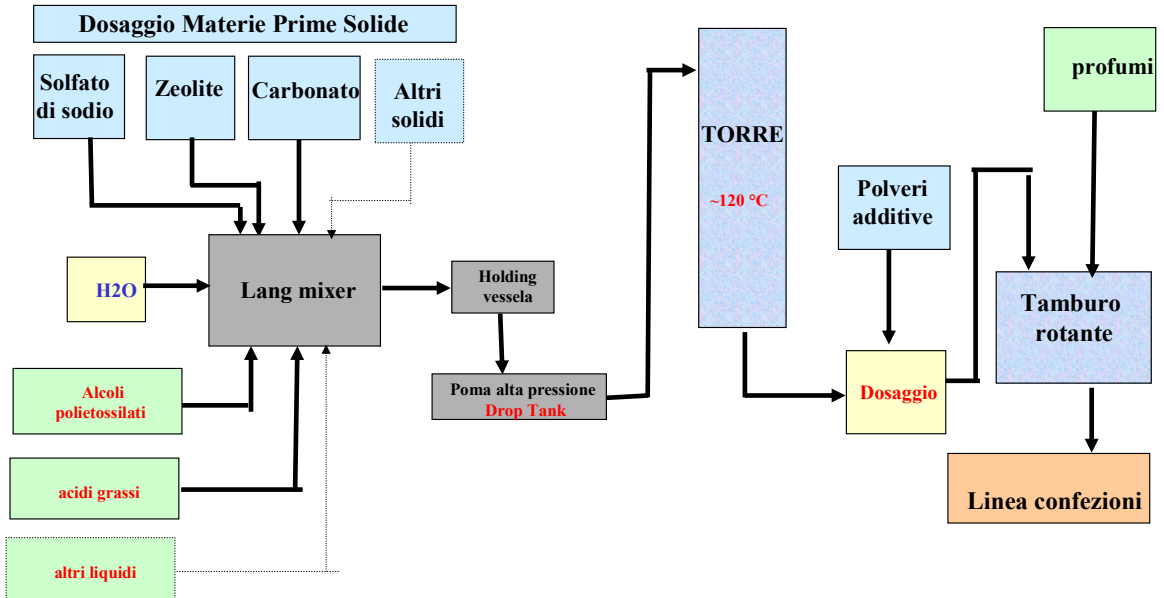 Dosaggio Materie Prime Solide
Solfato
di sodio
Zeolite
Carbonato
Altri
solidi
profumi
TORRE
~120 °C
Polveri
additive
H2O
Lang mixer
Holding
vessela
Tamburo
rotante
Alcoli
polietossilati
Poma alta pressione
Drop Tank
Dosaggio
acidi grassi
Linea confezioni
altri liquidi